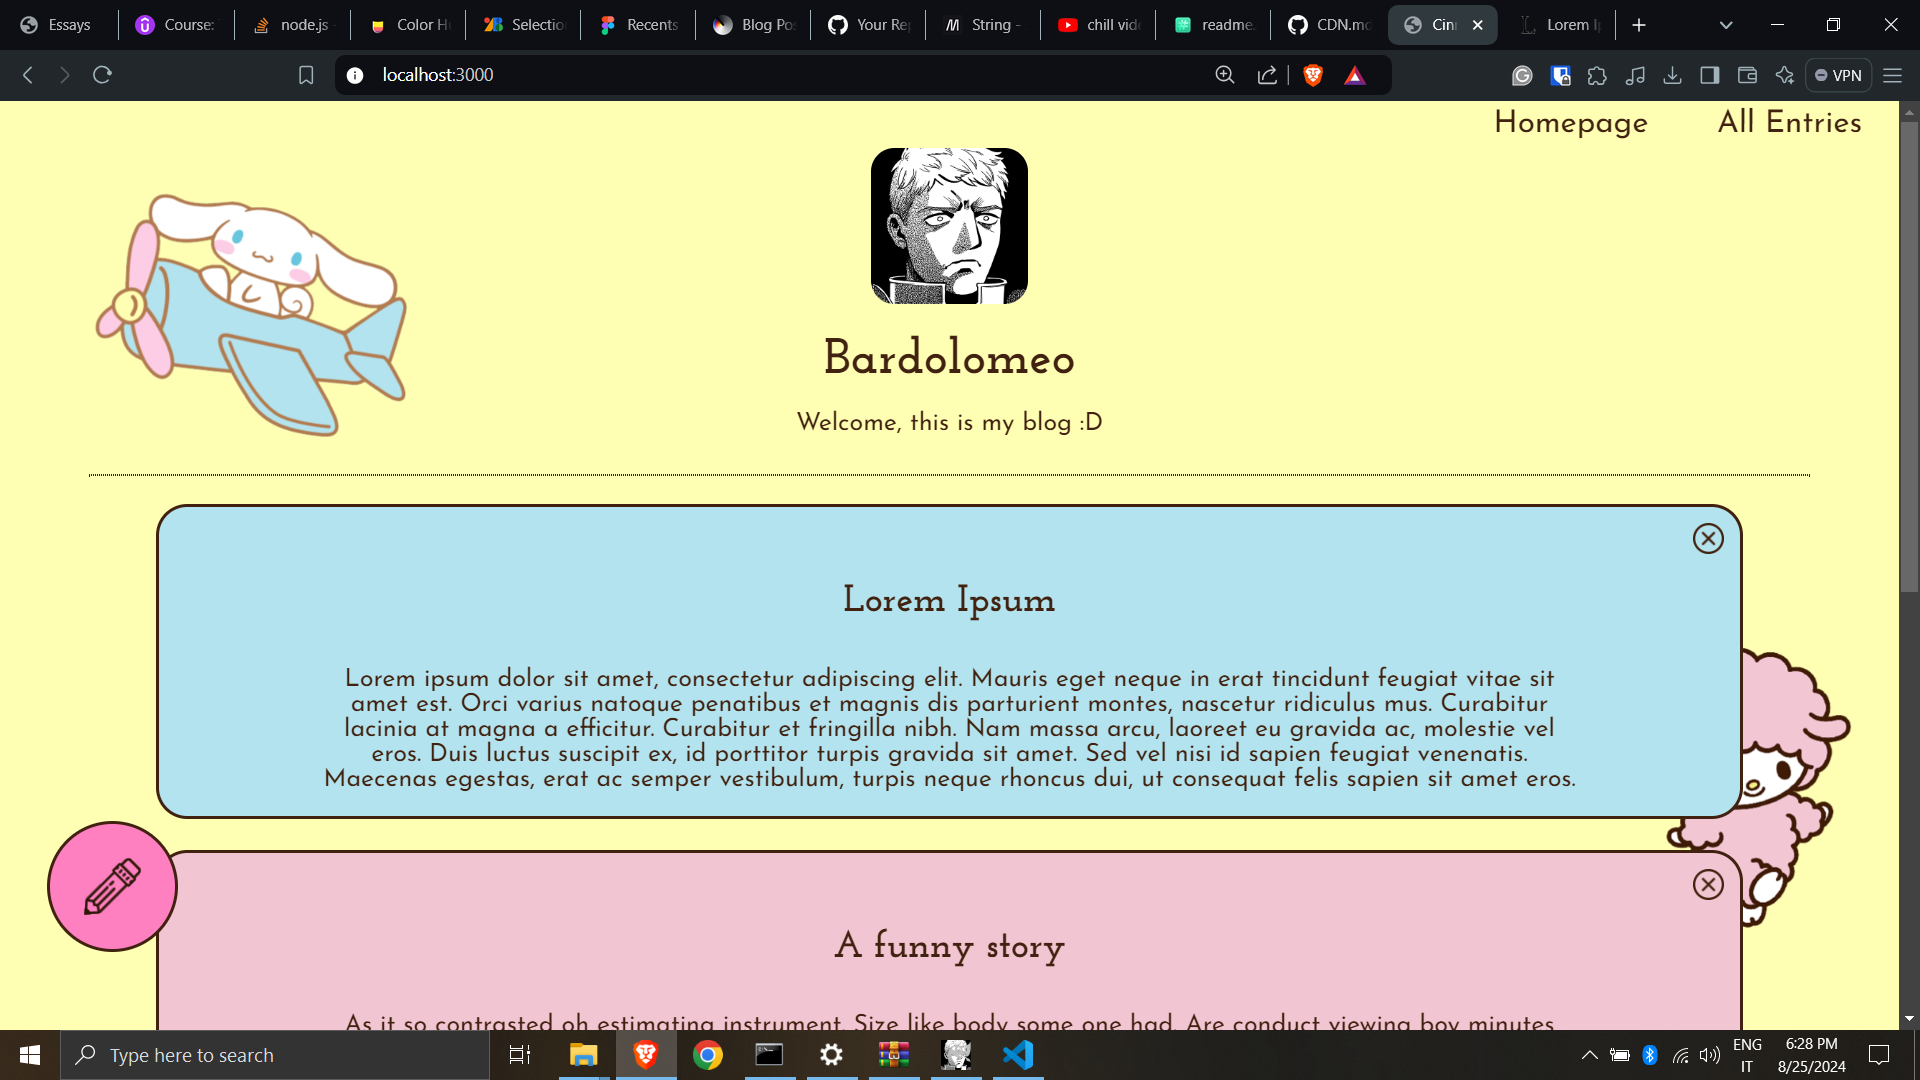 Essays
Course:
node.js
Color H
Selection
Recents
Blog Po
Your Re
String -
chill vid
readme.
CDN.mc
Cin
Lorem I
localhost:3000
VPN
Homepage
All Entries
Bardolomeo
Welcome, this is my blog :D
Lorem Ipsum
Lorem ipsum dolor sit amet, consectetur adipiscing elit. Mauris eget neque in erat tincidunt feugiat vitae sit
amet est. Orci varius natoque penatibus et magnis dis parturient montes, nascetur ridiculus mus. Curabitur
lacinia at magna a efficitur. Curabitur et fringilla nibh. Nam massa arcu, laoreet eu gravida ac, molestie vel
eros. Duis luctus suscipit ex, id porttitor turpis gravida sit amet. Sed vel nisi id sapien feugiat venenatis.
Maecenas egestas, erat ac semper vestibulum, turpis neque rhoncus dui, ut consequat felis sapien sit amet eros.
A funny story
As it so contrasted oh estimating instrument. Size like body some one had. Are conduct viewing boy minutes
Type here to search
ENG
IT
6:28 PM
8/25/2024